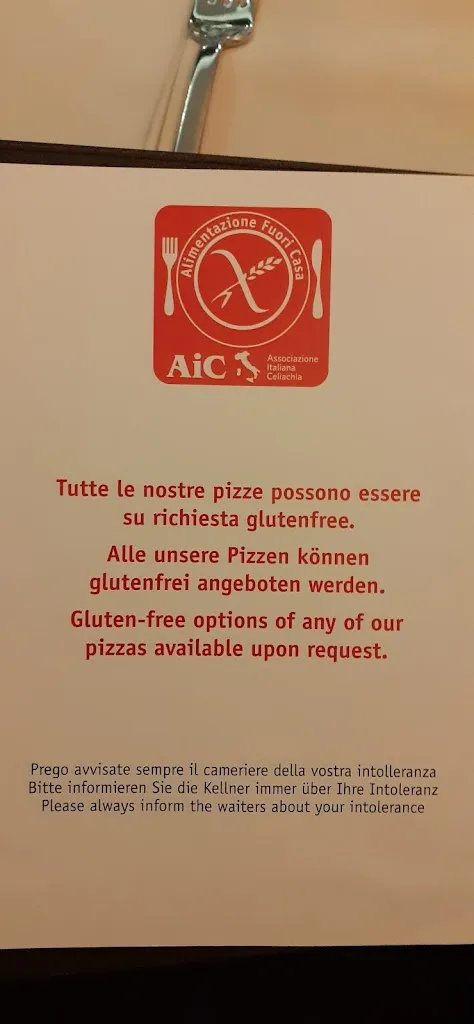 Alimentazione Fuori Casa
AiC
Associazione
Italiana
Celiachia
Tutte le nostre pizze possono essere
su richiesta glutenfree.
Alle unsere Pizzen können
glutenfrei angeboten werden.
Gluten-free options of any of our
pizzas available upon request.
Prego avvisate sempre il cameriere della vostra intolleranza
Bitte informieren Sie die Kellner immer über Ihre Intoleranz
Please always inform the waiters about your intolerance